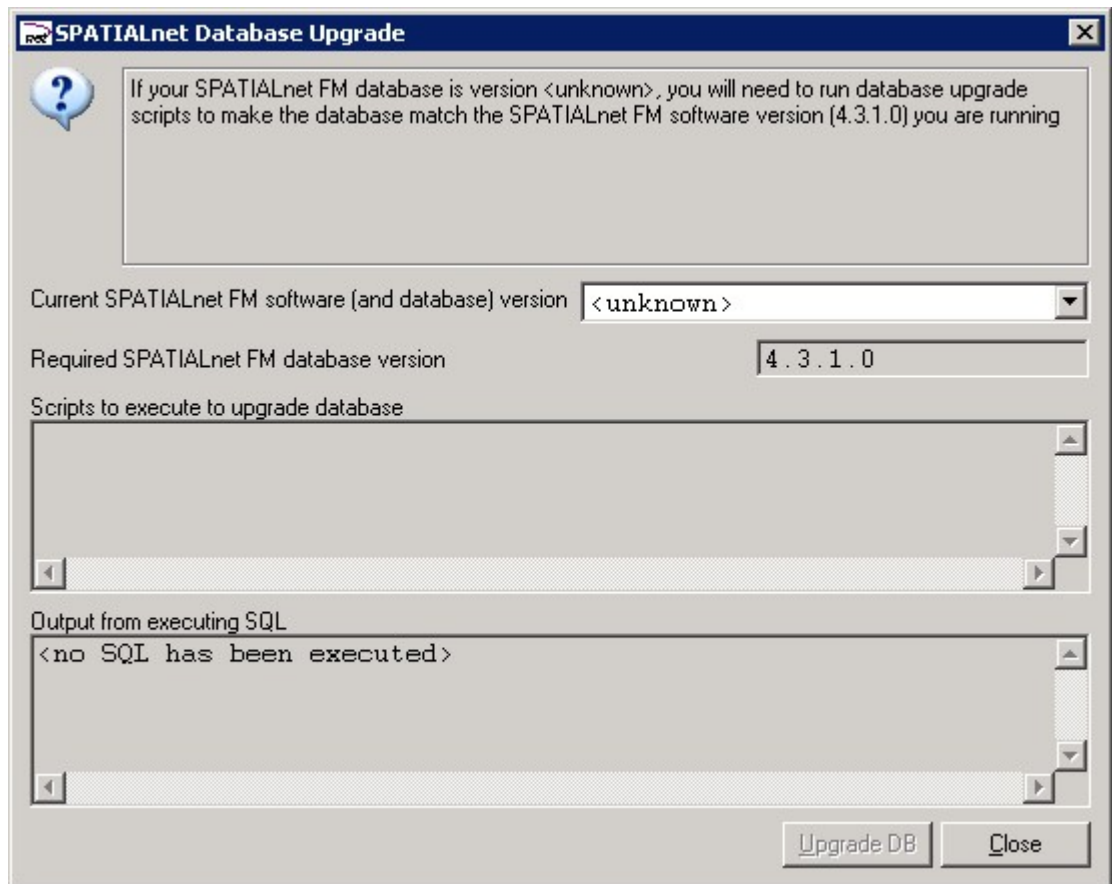 SPATIALnet Database Upgrade
If your SPATIALnet FM database is version <unknown>, you will need to run database upgrade
scripts to make the database match the SPATIALnet FM software version (4.3.1.0) you are running
Current SPATIALnet FM software (and database) version <unknown>
Required SPATIALnet FM database version 4.3.1.0
Scripts to execute to upgrade database
Output from executing SQL
<no SQL has been executed>
Upgrade DB Close